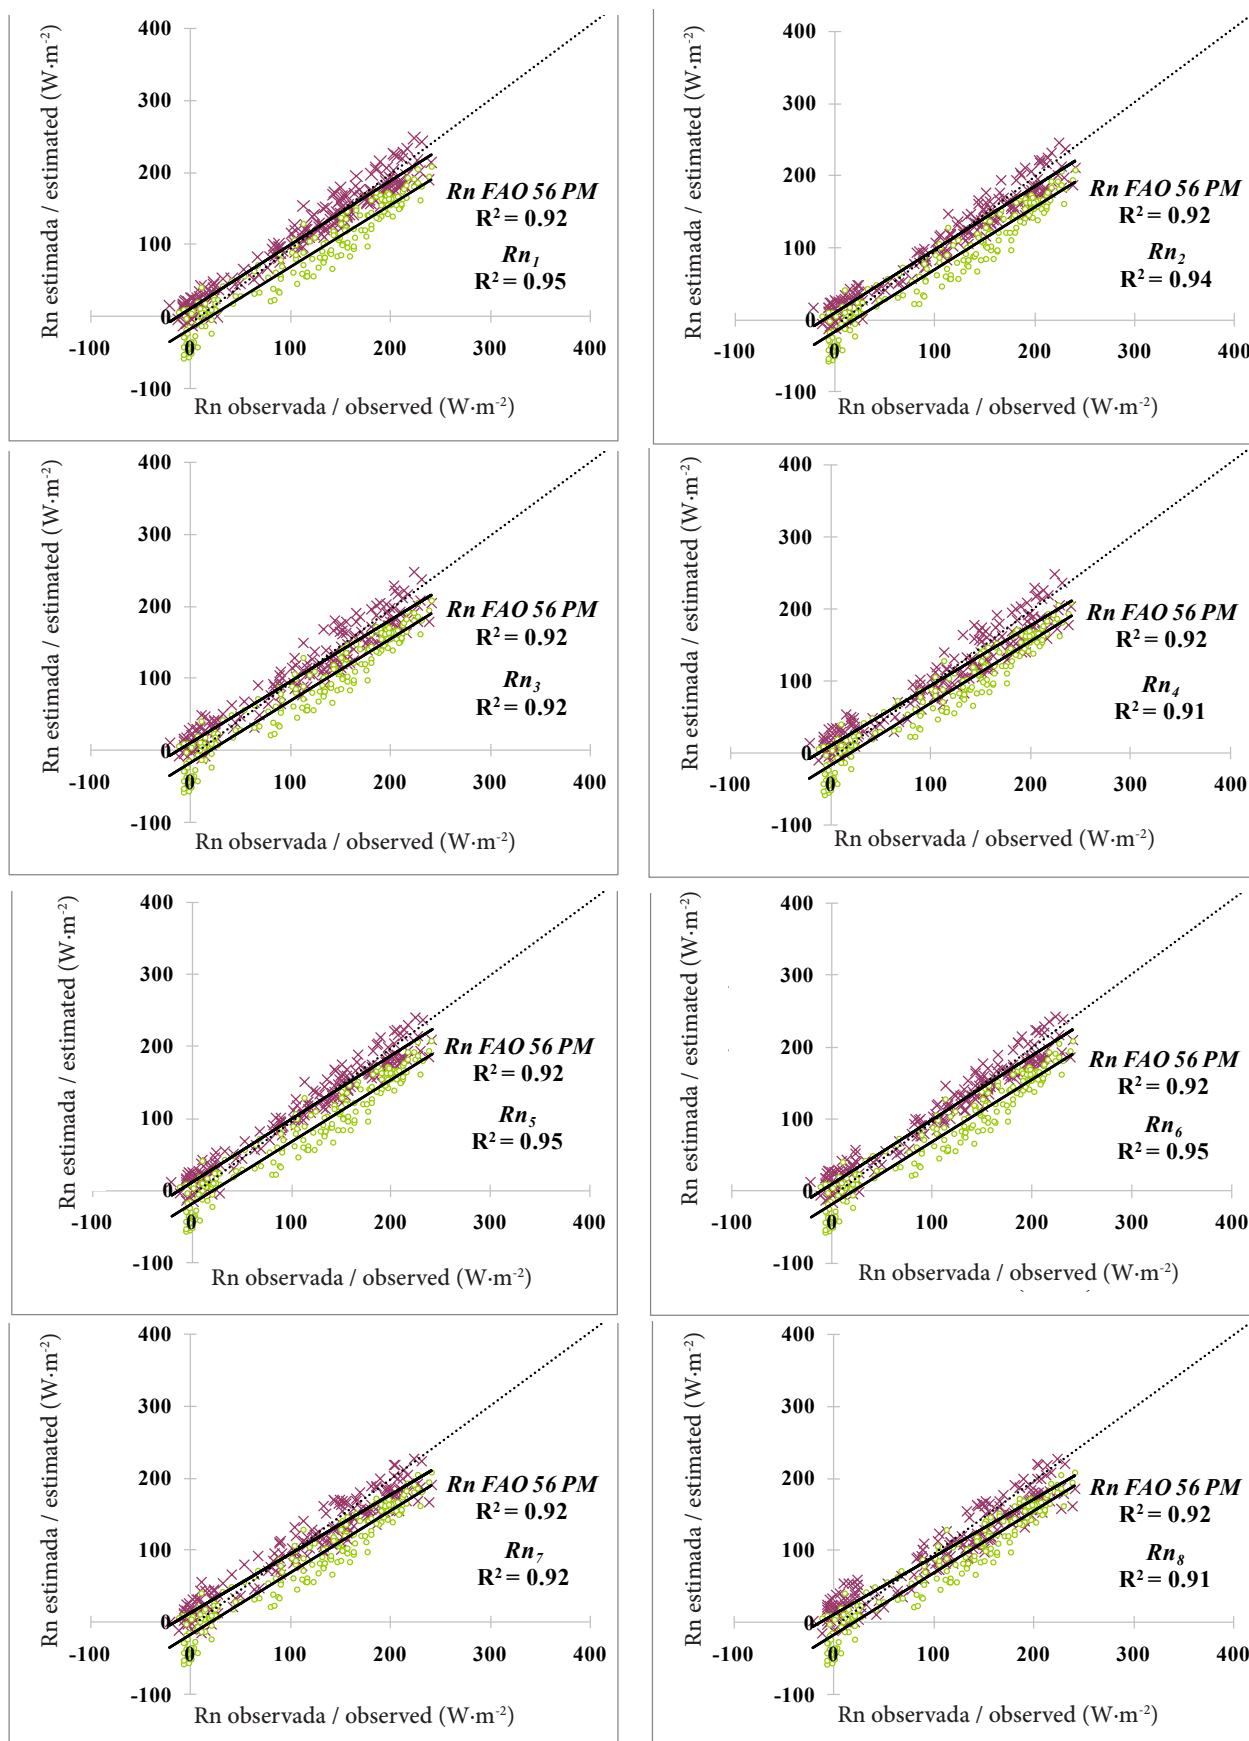 Rn estimada / estimated (W·m⁻²)
400
300
200
100
0
-100
-100 0 100 200 300 400
Rn FAO 56 PM
R² = 0.92
Rn₁
R² = 0.95
Rn observada / observed (W·m⁻²)
Rn estimada / estimated (W·m⁻²)
400
300
200
100
0
-100
-100 0 100 200 300 400
Rn FAO 56 PM
R² = 0.92
Rn₂
R² = 0.94
Rn observada / observed (W·m⁻²)
Rn estimada / estimated (W·m⁻²)
400
300
200
100
0
-100
-100 0 100 200 300 400
Rn FAO 56 PM
R² = 0.92
Rn₃
R² = 0.92
Rn observada / observed (W·m⁻²)
Rn estimada / estimated (W·m⁻²)
400
300
200
100
0
-100
-100 0 100 200 300 400
Rn FAO 56 PM
R² = 0.92
Rn₄
R² = 0.91
Rn observada / observed (W·m⁻²)
Rn estimada / estimated (W·m⁻²)
400
300
200
100
0
-100
-100 0 100 200 300 400
Rn FAO 56 PM
R² = 0.92
Rn₅
R² = 0.95
Rn observada / observed (W·m⁻²)
Rn estimada / estimated (W·m⁻²)
400
300
200
100
0
-100
-100 0 100 200 300 400
Rn FAO 56 PM
R² = 0.92
Rn₆
R² = 0.95
Rn observada / observed (W·m⁻²)
Rn estimada / estimated (W·m⁻²)
400
300
200
100
0
-100
-100 0 100 200 300 400
Rn FAO 56 PM
R² = 0.92
Rn₇
R² = 0.92
Rn observada / observed (W·m⁻²)
Rn estimada / estimated (W·m⁻²)
400
300
200
100
0
-100
-100 0 100 200 300 400
Rn FAO 56 PM
R² = 0.92
Rn₈
R² = 0.91
Rn observada / observed (W·m⁻²)